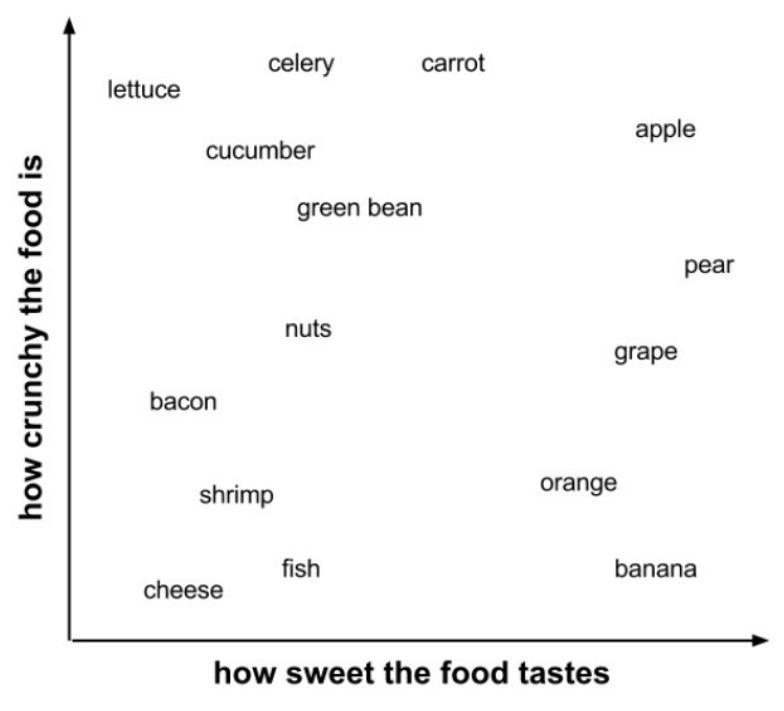 celery
carrot
lettuce
apple
cucumber
green bean
pear
nuts
grape
bacon
orange
shrimp
fish
banana
cheese
how crunchy the food is
how sweet the food tastes